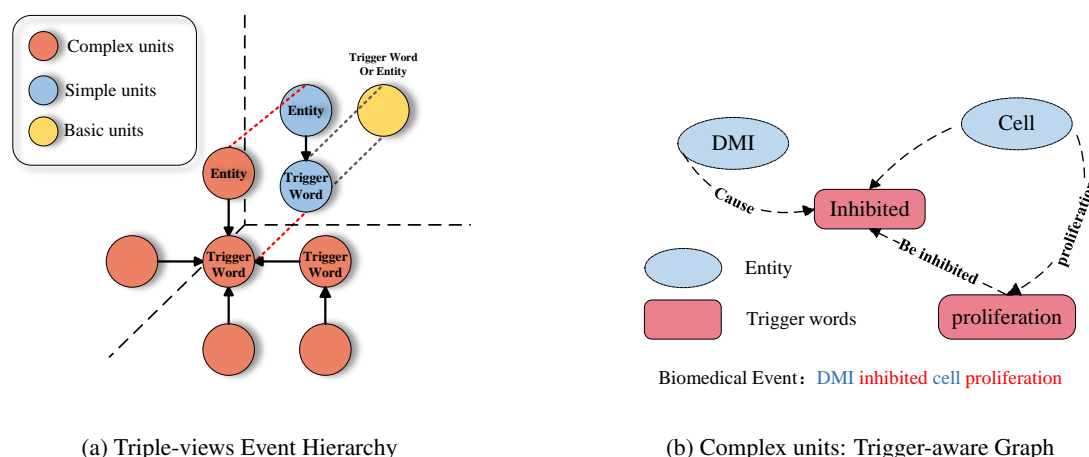 Complex units
Simple units
Basic units
Trigger Word
Or Entity
Entity
Trigger
Word
Entity
Trigger
Word
Trigger
Word
(a) Triple-views Event Hierarchy
DMI
Cell
Cause
Inhibited
proliferation
Be inhibited
proliferation
Entity
Trigger words
Biomedical Event: DMI inhibited cell proliferation
(b) Complex units: Trigger-aware Graph